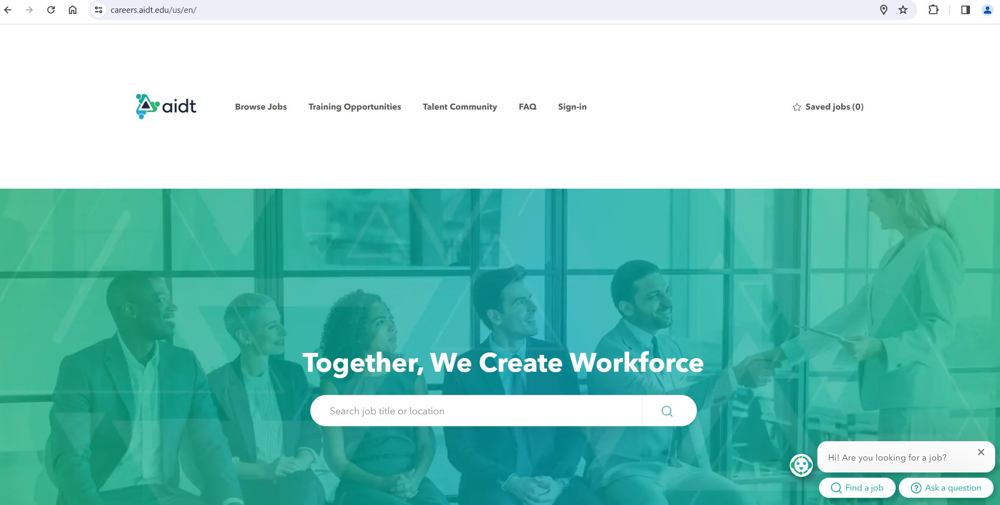 careers.aidt.edu/us/en/
aidt
Browse Jobs
Training Opportunities
Talent Community
FAQ
Sign-in
Saved jobs (0)
Together, We Create Workforce
Search job title or location
Hi! Are you looking for a job?
Find a job
Ask a question